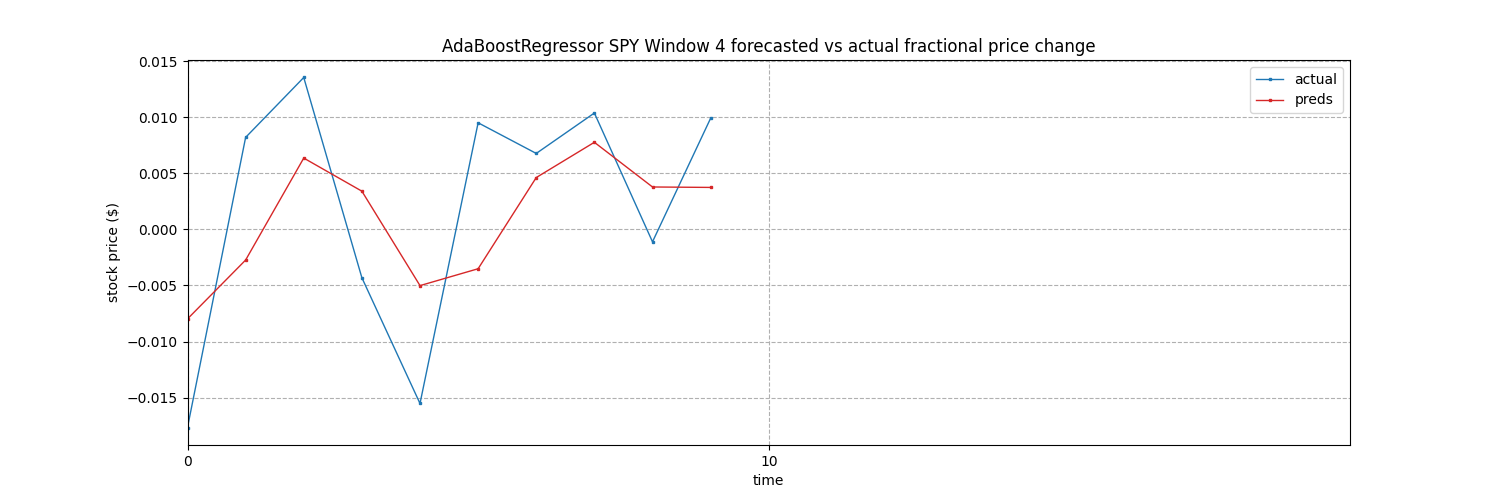 AdaBoostRegressor SPY Window 4 forecasted vs actual fractional price change
0.015
0.010
0.005
0.000
−0.005
−0.010
−0.015
stock price ($)
actual
preds
0
10
time